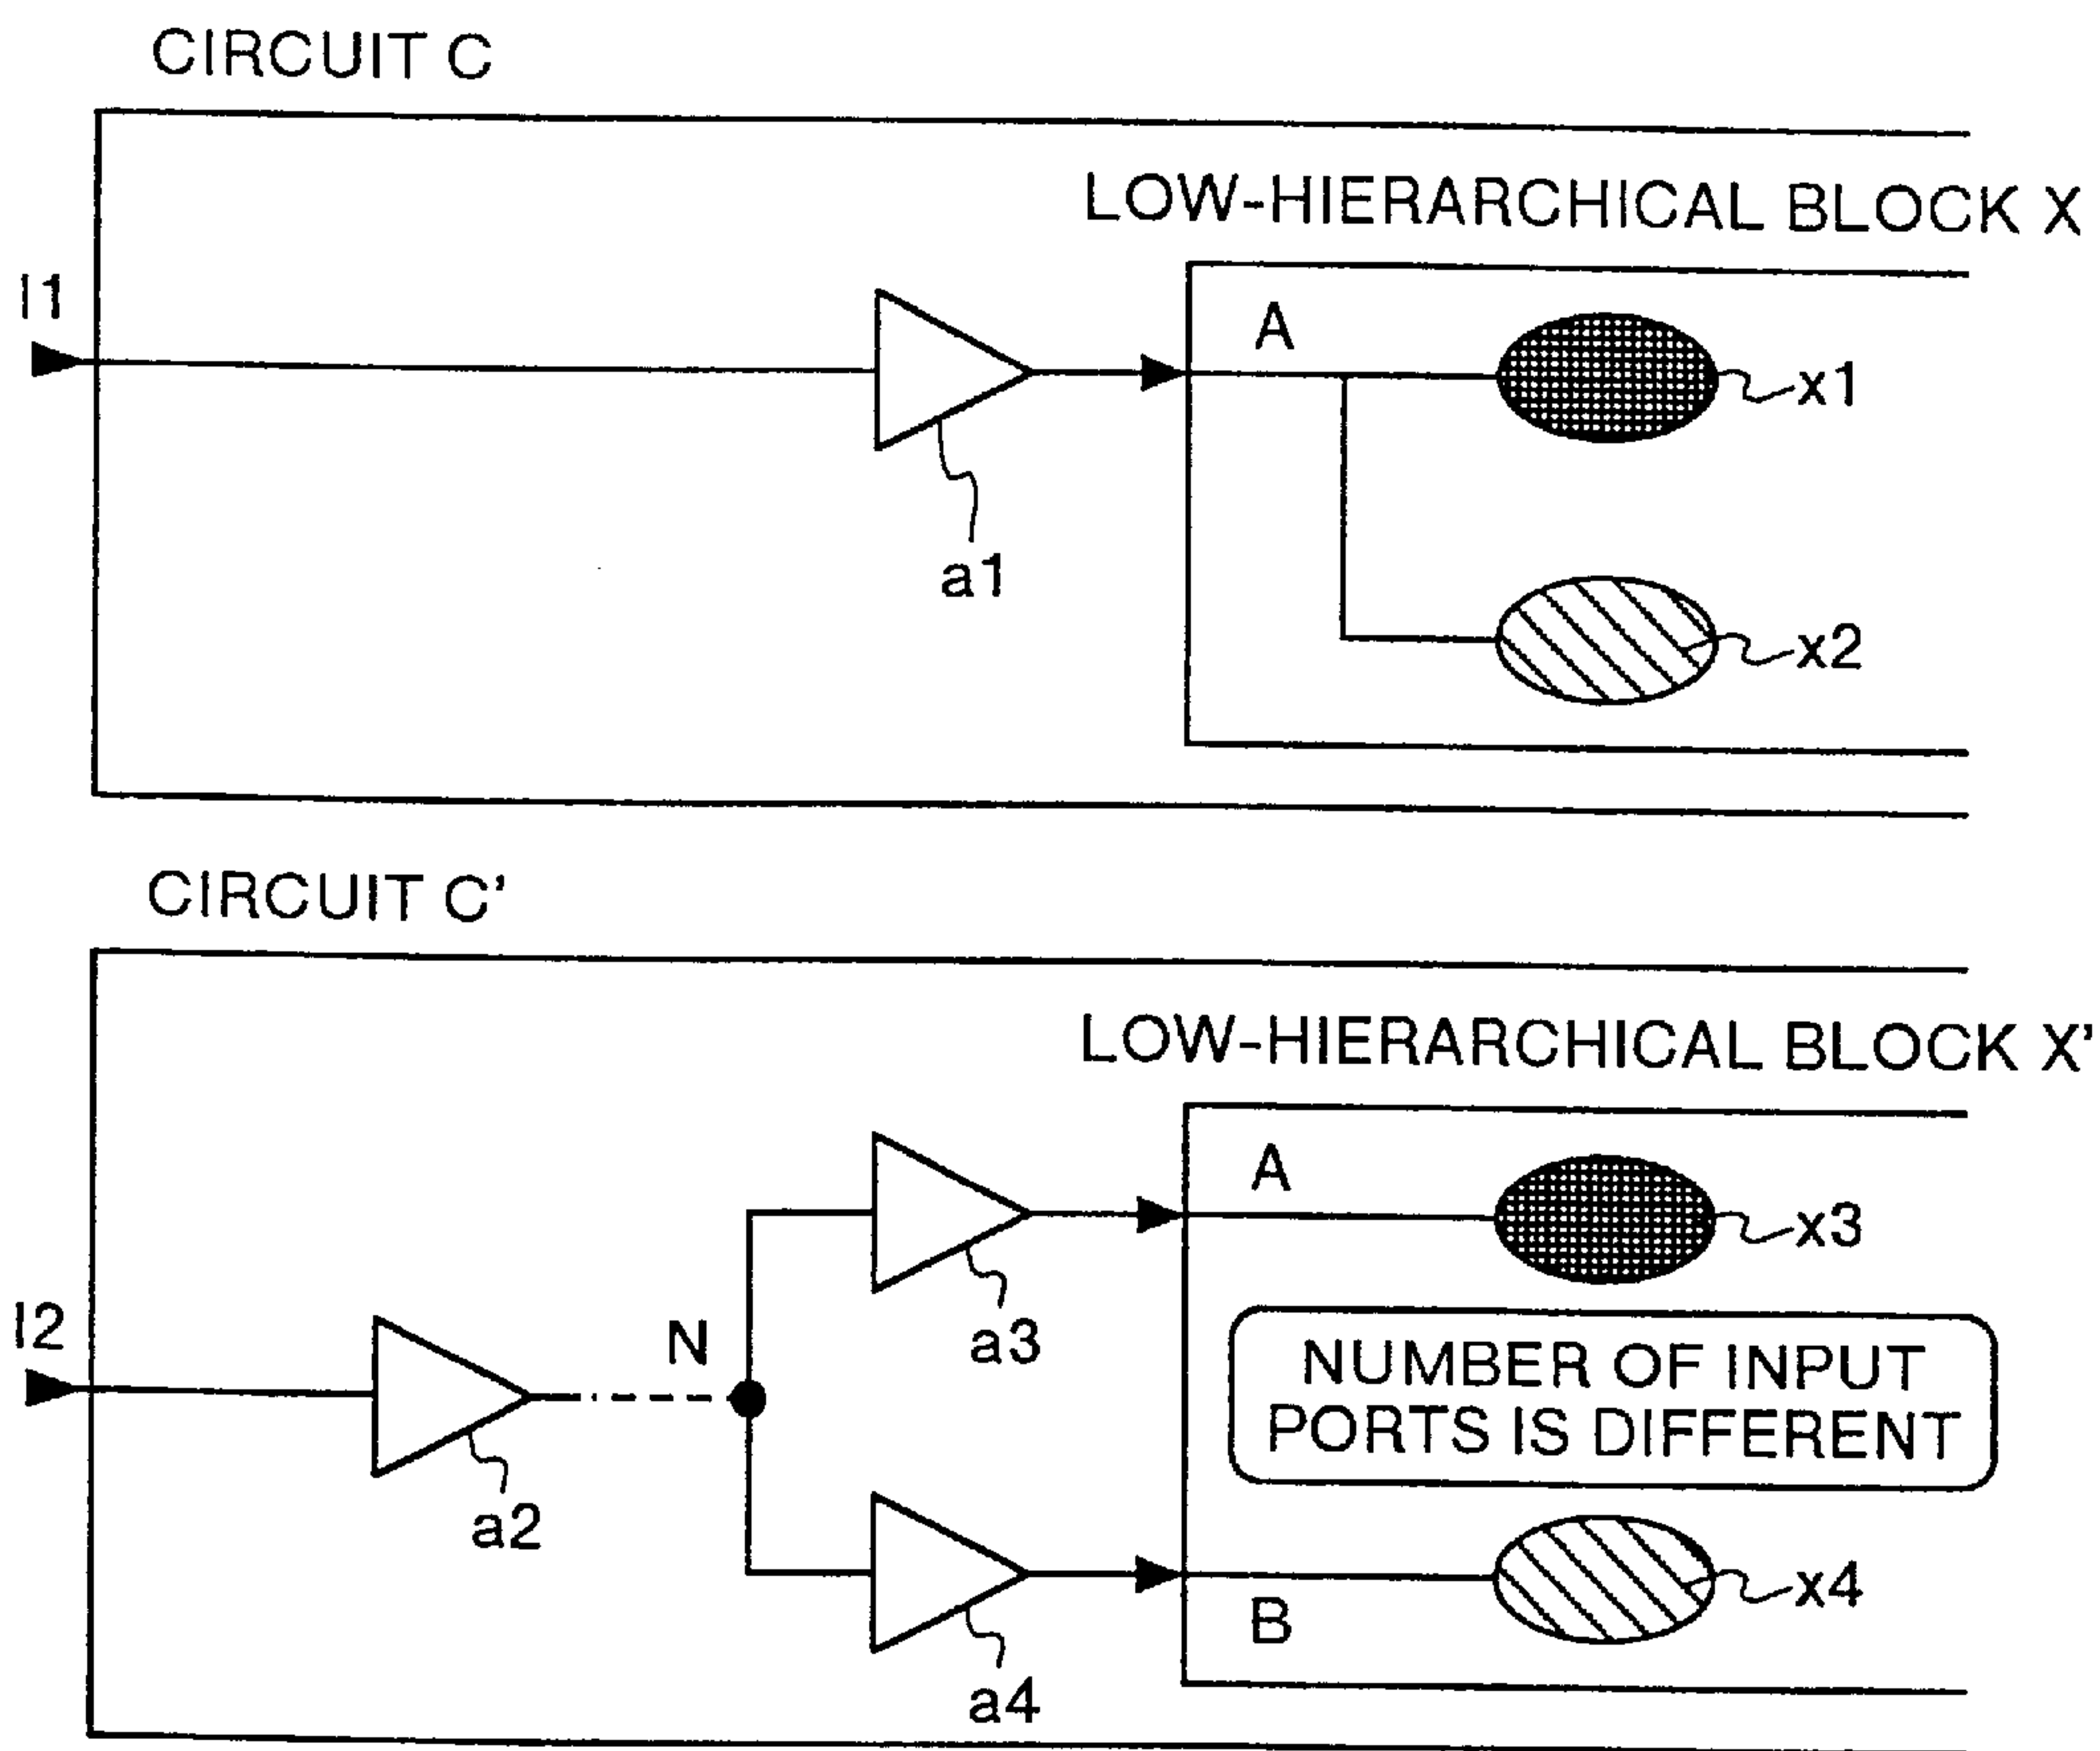 CIRCUIT C
LOW-HIERARCHICAL BLOCK X
I1
A
x1
a1
x2
CIRCUIT C'
LOW-HIERARCHICAL BLOCK X'
A
x3
I2
N
a3
NUMBER OF INPUT
PORTS IS DIFFERENT
a2
x4
B
a4